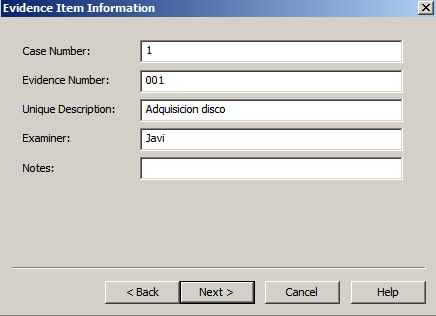 Evidence Item Information
Case Number: 1
Evidence Number: 001
Unique Description: Adquisicion disco
Examiner: Javi
Notes:
< Back Next > Cancel Help